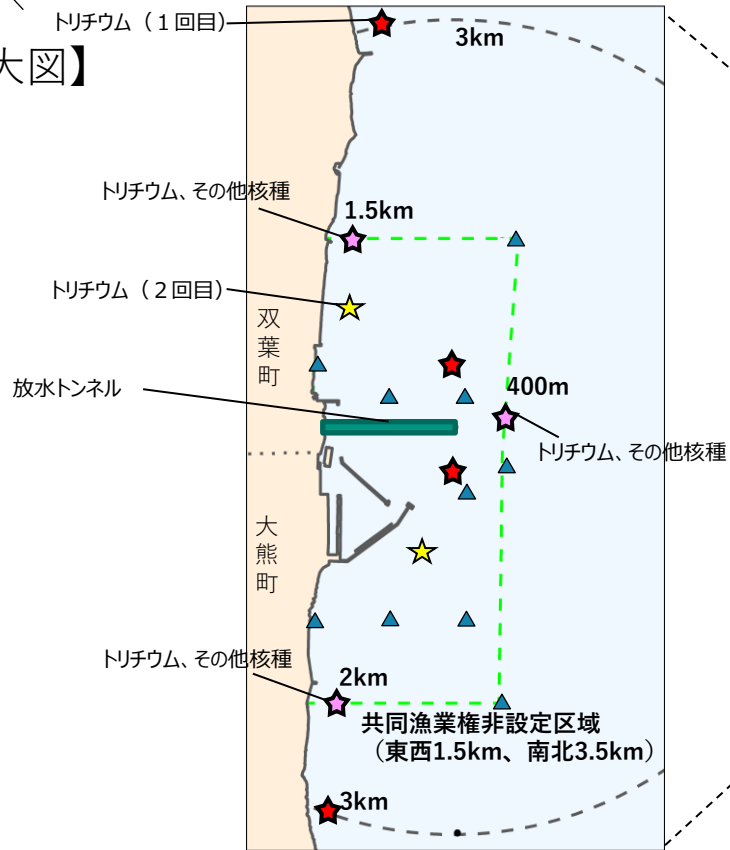 トリチウム（１回目）
3km
大図】
トリチウム、その他核種
1.5km
トリチウム（２回目）
双葉町
400m
放水トンネル
トリチウム、その他核種
大熊町
トリチウム、その他核種
2km
共同漁業権非設定区域
（東西1.5km、南北3.5km）
3km